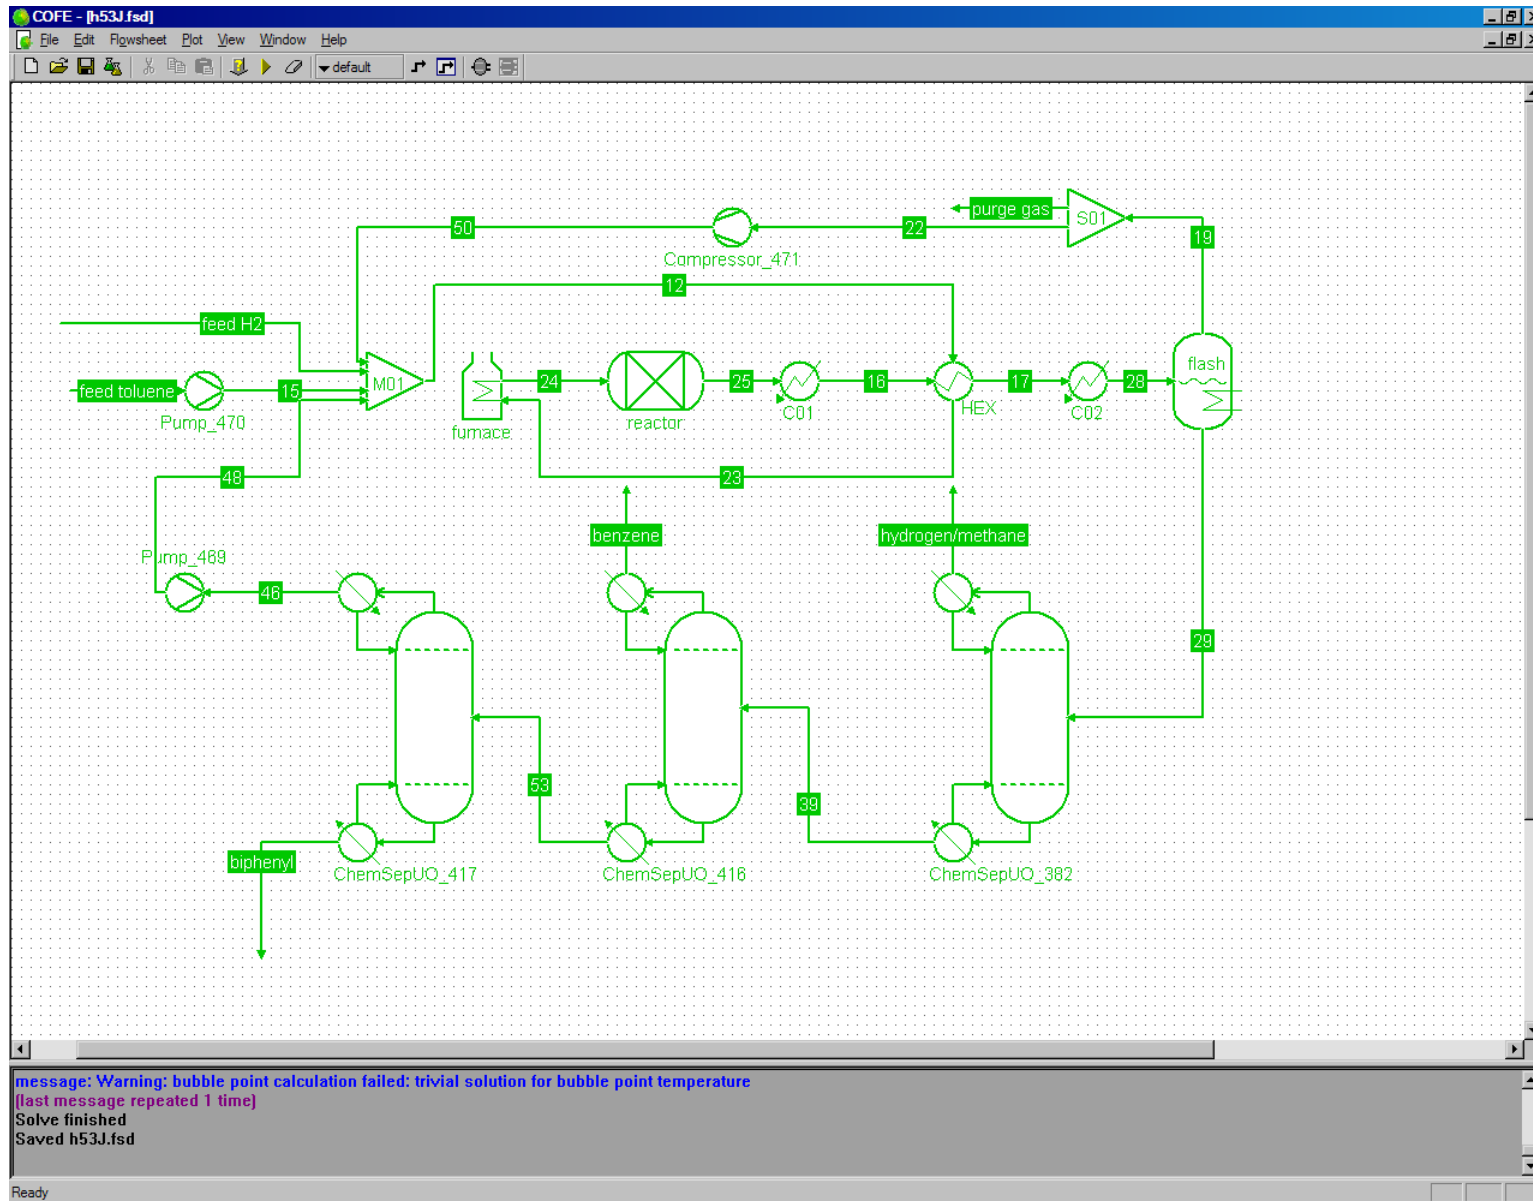 COFE - [h53J.fsd]
File Edit Flowsheet Plot View Window Help
default
purge gas
S01
19
50
22
Compressor_471
12
feed H2
flash
feed toluene
15
M01
24
25
16
17
28
Pump_470
furnace
reactor
C01
HEX
C02
48
23
benzene
hydrogen/methane
Pump_469
46
29
53
39
biphenyl
ChemSepUO_417
ChemSepUO_416
ChemSepUO_382
message: Warning: bubble point calculation failed: trivial solution for bubble point temperature
(last message repeated 1 time)
Solve finished
Saved h53J.fsd
Ready